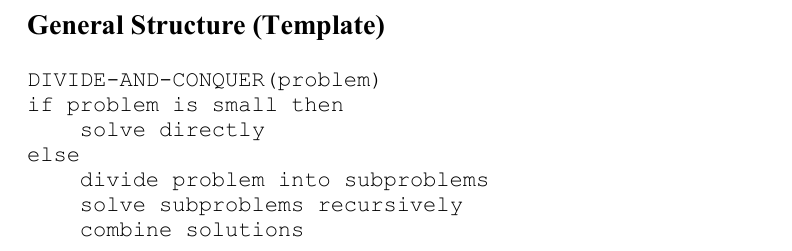 General Structure (Template)
DIVIDE-AND-CONQUER(problem)
if problem is small then
    solve directly
else
    divide problem into subproblems
    solve subproblems recursively
    combine solutions